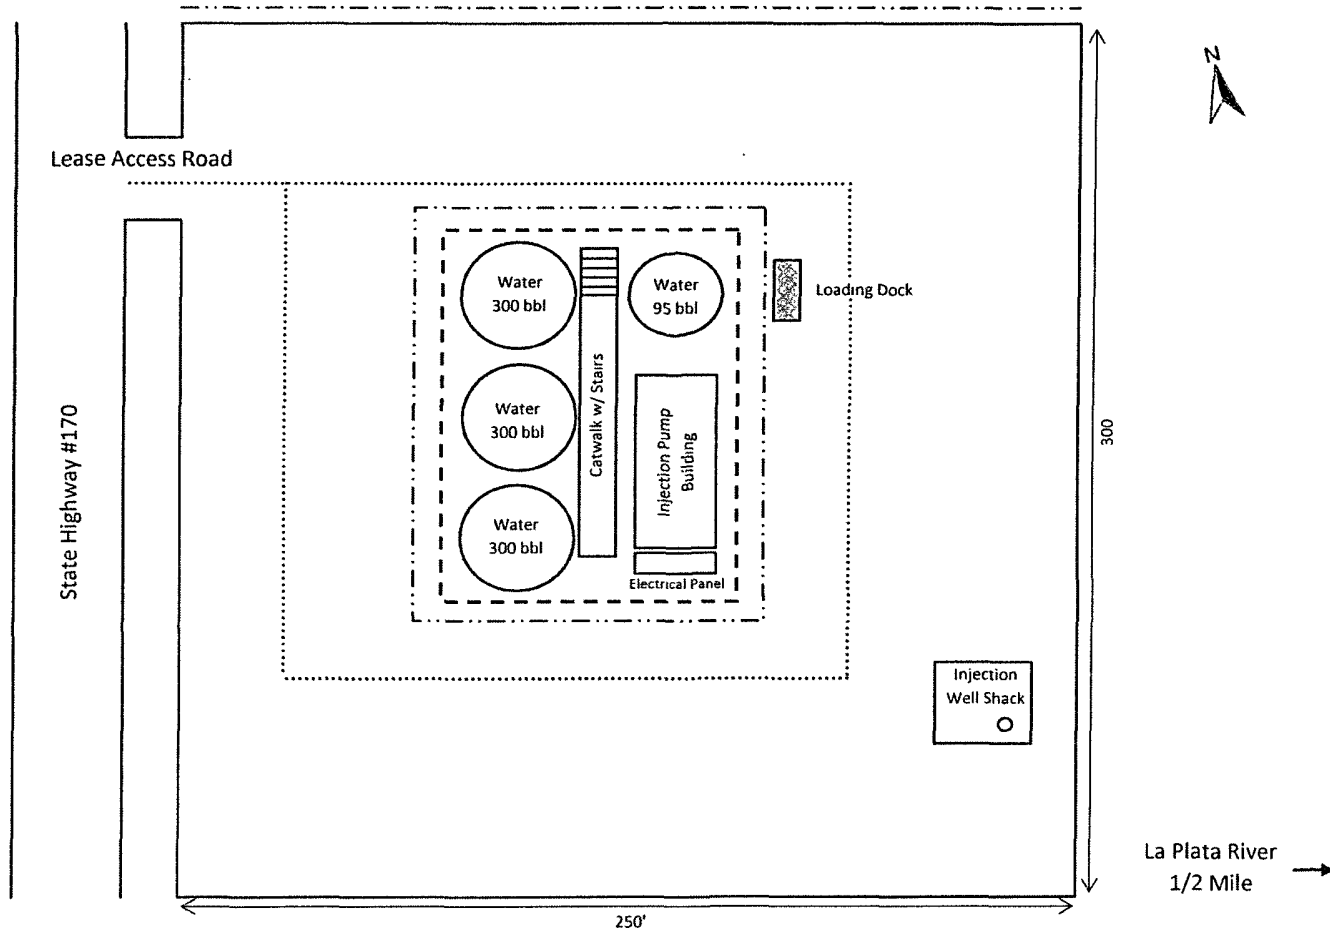 N
Lease Access Road
Water
300 bbl
Water
95 bbl
Loading Dock
Water
300 bbl
Catwalk w/ Stairs
Injection Pump
Building
300
State Highway #170
Water
300 bbl
Electrical Panel
Injection
Well Shack
La Plata River
1/2 Mile
250'